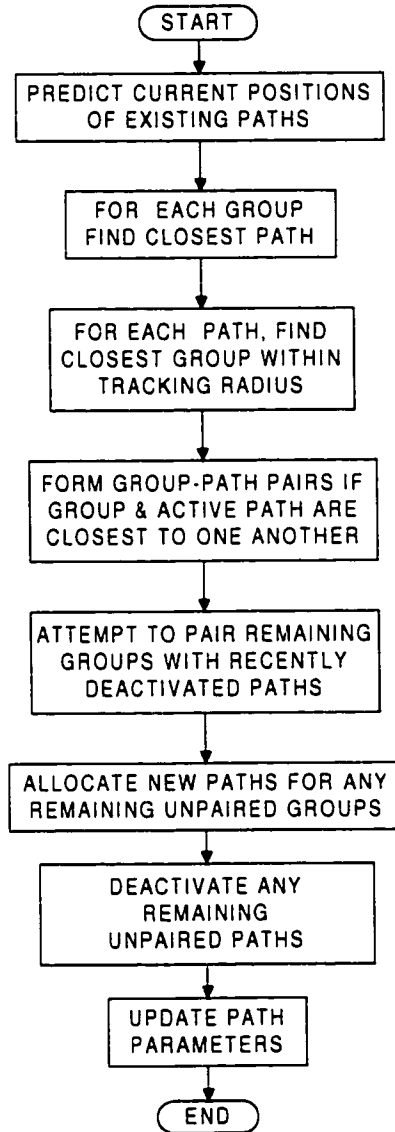 START
PREDICT CURRENT POSITIONS
OF EXISTING PATHS
FOR EACH GROUP
FIND CLOSEST PATH
FOR EACH PATH, FIND
CLOSEST GROUP WITHIN
TRACKING RADIUS
FORM GROUP-PATH PAIRS IF
GROUP & ACTIVE PATH ARE
CLOSEST TO ONE ANOTHER
ATTEMPT TO PAIR REMAINING
GROUPS WITH RECENTLY
DEACTIVATED PATHS
ALLOCATE NEW PATHS FOR ANY
REMAINING UNPAIRED GROUPS
DEACTIVATE ANY
REMAINING
UNPAIRED PATHS
UPDATE PATH
PARAMETERS
END